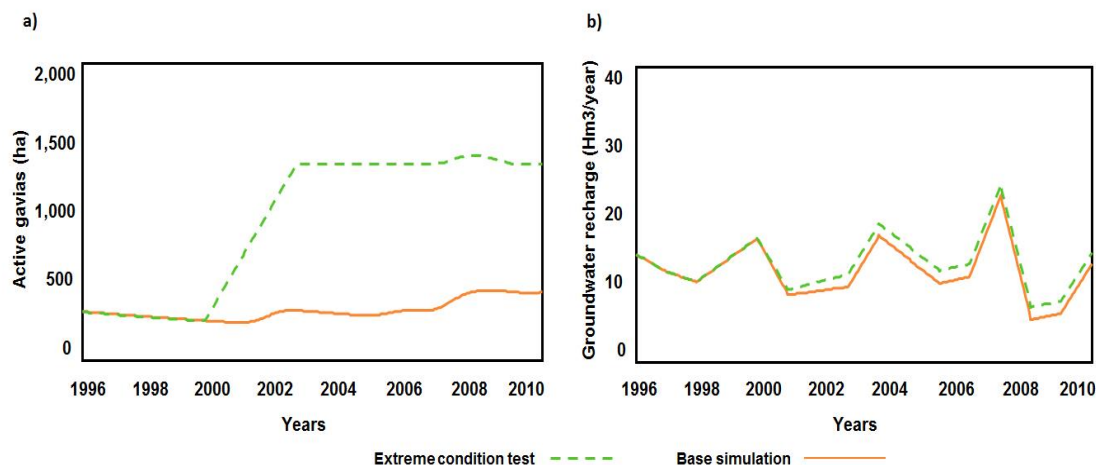 a)
Active gavias (ha)
2,000
1,500
1,000
500
0
1996 1998 2000 2002 2004 2006 2008 2010
Years
b)
Groundwater recharge (Hm3/year)
40
30
20
10
0
1996 1998 2000 2002 2004 2006 2008 2010
Years
Extreme condition test
Base simulation